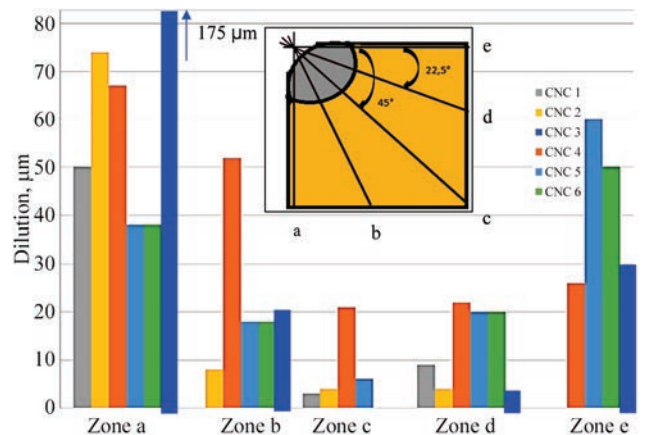 80
175 µm
70
60
50
40
30
20
10
0
Dilution, µm
e
22,5°
45°
d
c
a
b
CNC 1
CNC 2
CNC 3
CNC 4
CNC 5
CNC 6
Zone a Zone b Zone c Zone d Zone e